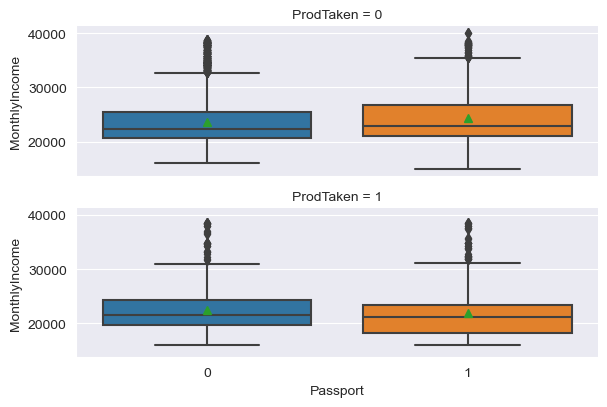 ProdTaken = 0
40000
30000
20000
MonthlyIncome
ProdTaken = 1
40000
30000
20000
MonthlyIncome
0 1
Passport